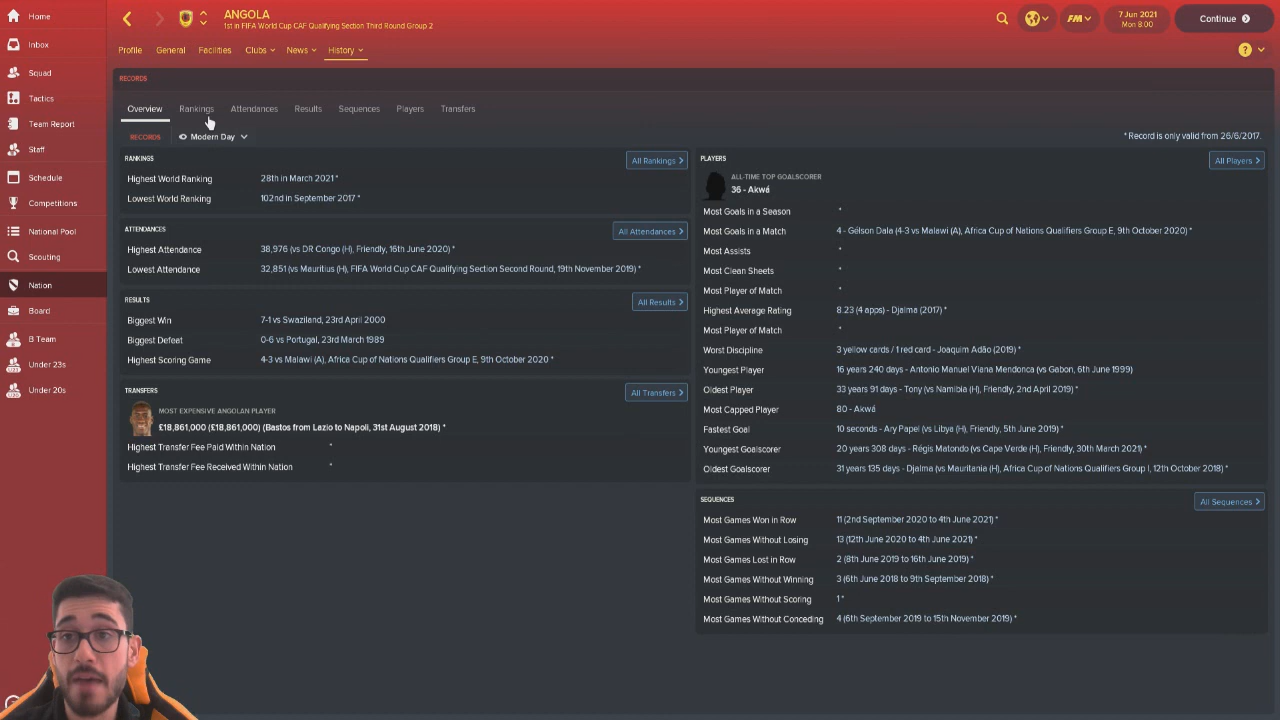 Home
Inbox
Squad
Tactics
Team Report
Staff
Schedule
Competitions
National Pool
Scouting
Nation
Board
B Team
Under 23s
Under 20s
ANGOLA
1st in FIFA World Cup CAF Qualifying Section Third Round Group 2
FM
7 Jun 2021
Mon 8:00
Continue
Profile General Facilities Clubs News History
?
RECORDS
Overview Rankings Attendances Results Sequences Players Transfers
RECORDS Modern Day
* Record is only valid from 26/6/2017.
RANKINGS
All Rankings >
Highest World Ranking 28th in March 2021 *
Lowest World Ranking 102nd in September 2017 *
ATTENDANCES
All Attendances >
Highest Attendance 38,976 (vs DR Congo (H), Friendly, 16th June 2020) *
Lowest Attendance 32,851 (vs Mauritius (H), FIFA World Cup CAF Qualifying Section Second Round, 19th November 2019) *
RESULTS
All Results >
Biggest Win 7-1 vs Swaziland, 23rd April 2000
Biggest Defeat 0-6 vs Portugal, 23rd March 1989
Highest Scoring Game 4-3 vs Malawi (A), Africa Cup of Nations Qualifiers Group E, 9th October 2020 *
TRANSFERS
All Transfers >
MOST EXPENSIVE ANGOLAN PLAYER
£18,861,000 (£18,861,000) (Bastos from Lazio to Napoli, 31st August 2018) *
Highest Transfer Fee Paid Within Nation *
Highest Transfer Fee Received Within Nation *
PLAYERS
All Players >
ALL-TIME TOP GOALSCORER
36 - Akwá
Most Goals in a Season *
Most Goals in a Match 4 - Gélson Dala (4-3 vs Malawi (A), Africa Cup of Nations Qualifiers Group E, 9th October 2020) *
Most Assists *
Most Clean Sheets *
Most Player of Match *
Highest Average Rating 8.23 (4 apps) - Djalma (2017) *
Most Player of Match *
Worst Discipline 3 yellow cards / 1 red card - Joaquim Adão (2019) *
Youngest Player 16 years 240 days - Antonio Manuel Viana Mendonca (vs Gabon, 6th June 1999)
Oldest Player 33 years 91 days - Tony (vs Namibia (H), Friendly, 2nd April 2019) *
Most Capped Player 80 - Akwá
Fastest Goal 10 seconds - Ary Papel (vs Libya (H), Friendly, 5th June 2019) *
Youngest Goalscorer 20 years 308 days - Régis Matondo (vs Cape Verde (H), Friendly, 30th March 2021) *
Oldest Goalscorer 31 years 135 days - Djalma (vs Mauritania (H), Africa Cup of Nations Qualifiers Group I, 12th October 2018) *
SEQUENCES
All Sequences >
Most Games Won in Row 11 (2nd September 2020 to 4th June 2021) *
Most Games Without Losing 13 (12th June 2020 to 4th June 2021) *
Most Games Lost in Row 2 (8th June 2019 to 16th June 2019) *
Most Games Without Winning 3 (6th June 2018 to 9th September 2018) *
Most Games Without Scoring 1 *
Most Games Without Conceding 4 (6th September 2019 to 15th November 2019) *